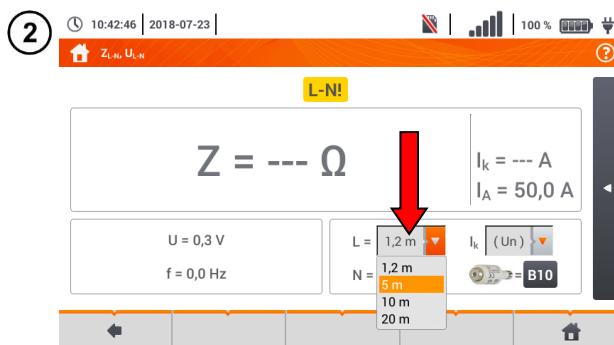 2
10:42:46 2018-07-23 100 %
ZL-N, UL-N ?
L-N!
Z = --- Ω
Ik = --- A
IA = 50,0 A
U = 0,3 V
f = 0,0 Hz
L = 1,2 m Ik (Un)
1,2 m
N = 5 m = B10
10 m
20 m